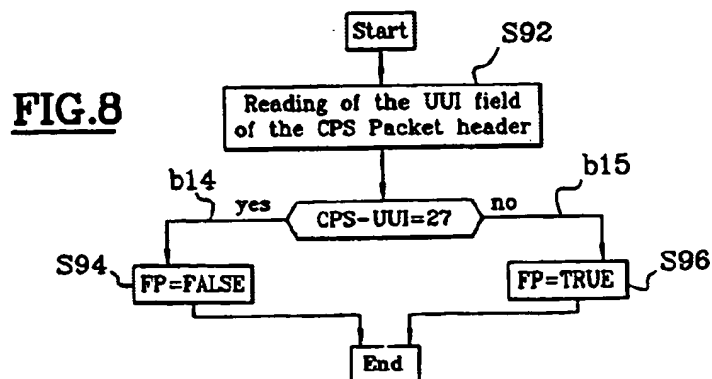 Start
S92
FIG.8
Reading of the UUI field
of the CPS Packet header
b14
yes
CPS-UUI=27
no
b15
S94
FP=FALSE
FP=TRUE
S96
End